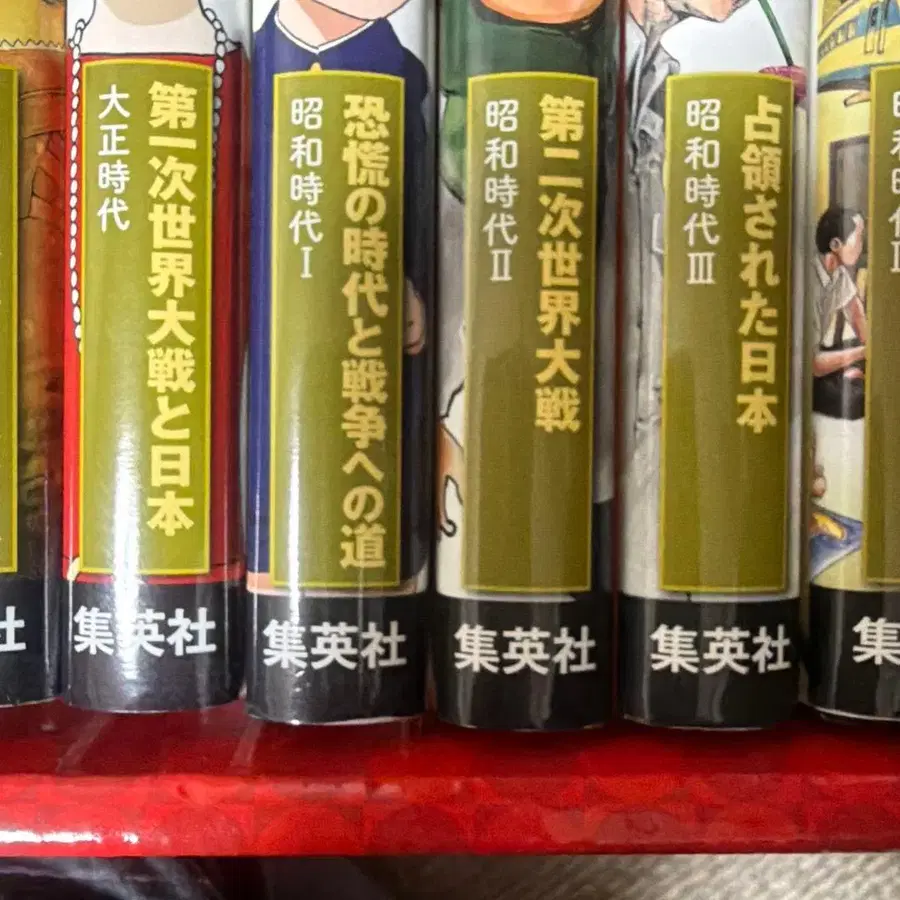 第一次世界大戦と日本
大正時代
集英社
恐慌の時代と戦争への道
昭和時代Ⅰ
集英社
第二次世界大戦
昭和時代Ⅱ
集英社
占領された日本
昭和時代Ⅲ
集英社
社
集